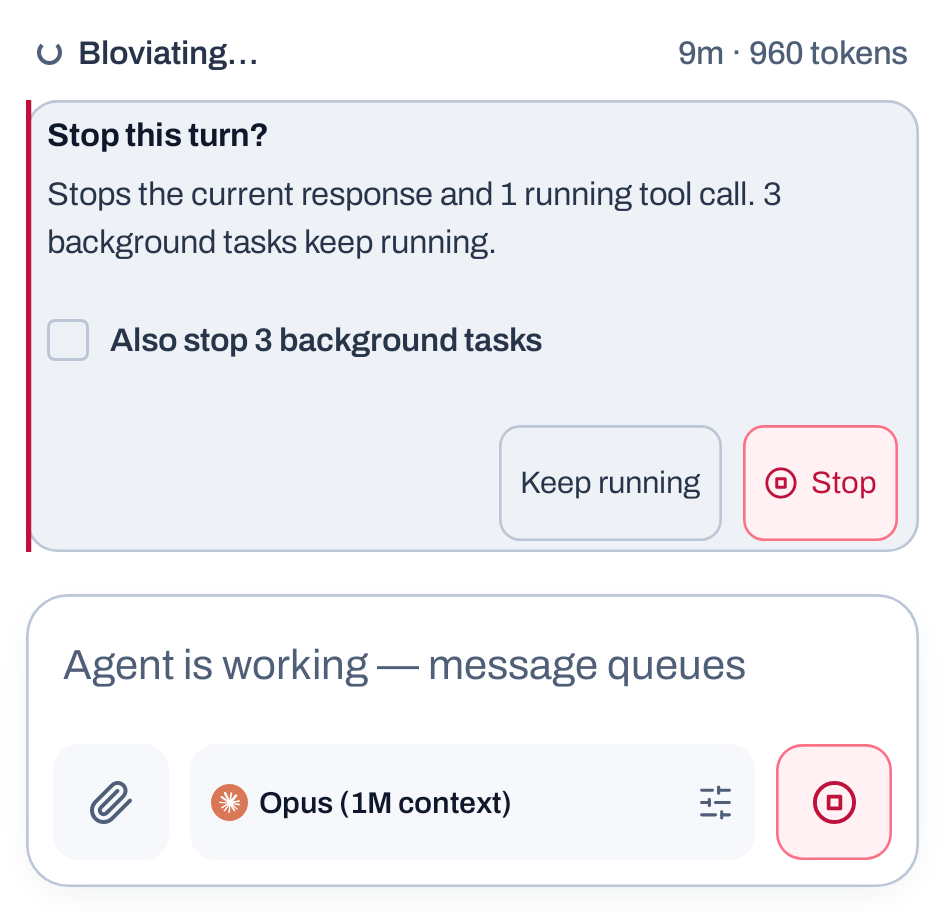 Bloviating...
9m · 960 tokens
Stop this turn?
Stops the current response and 1 running tool call. 3
background tasks keep running.
Also stop 3 background tasks
Keep running
Stop
Agent is working — message queues
Opus (1M context)